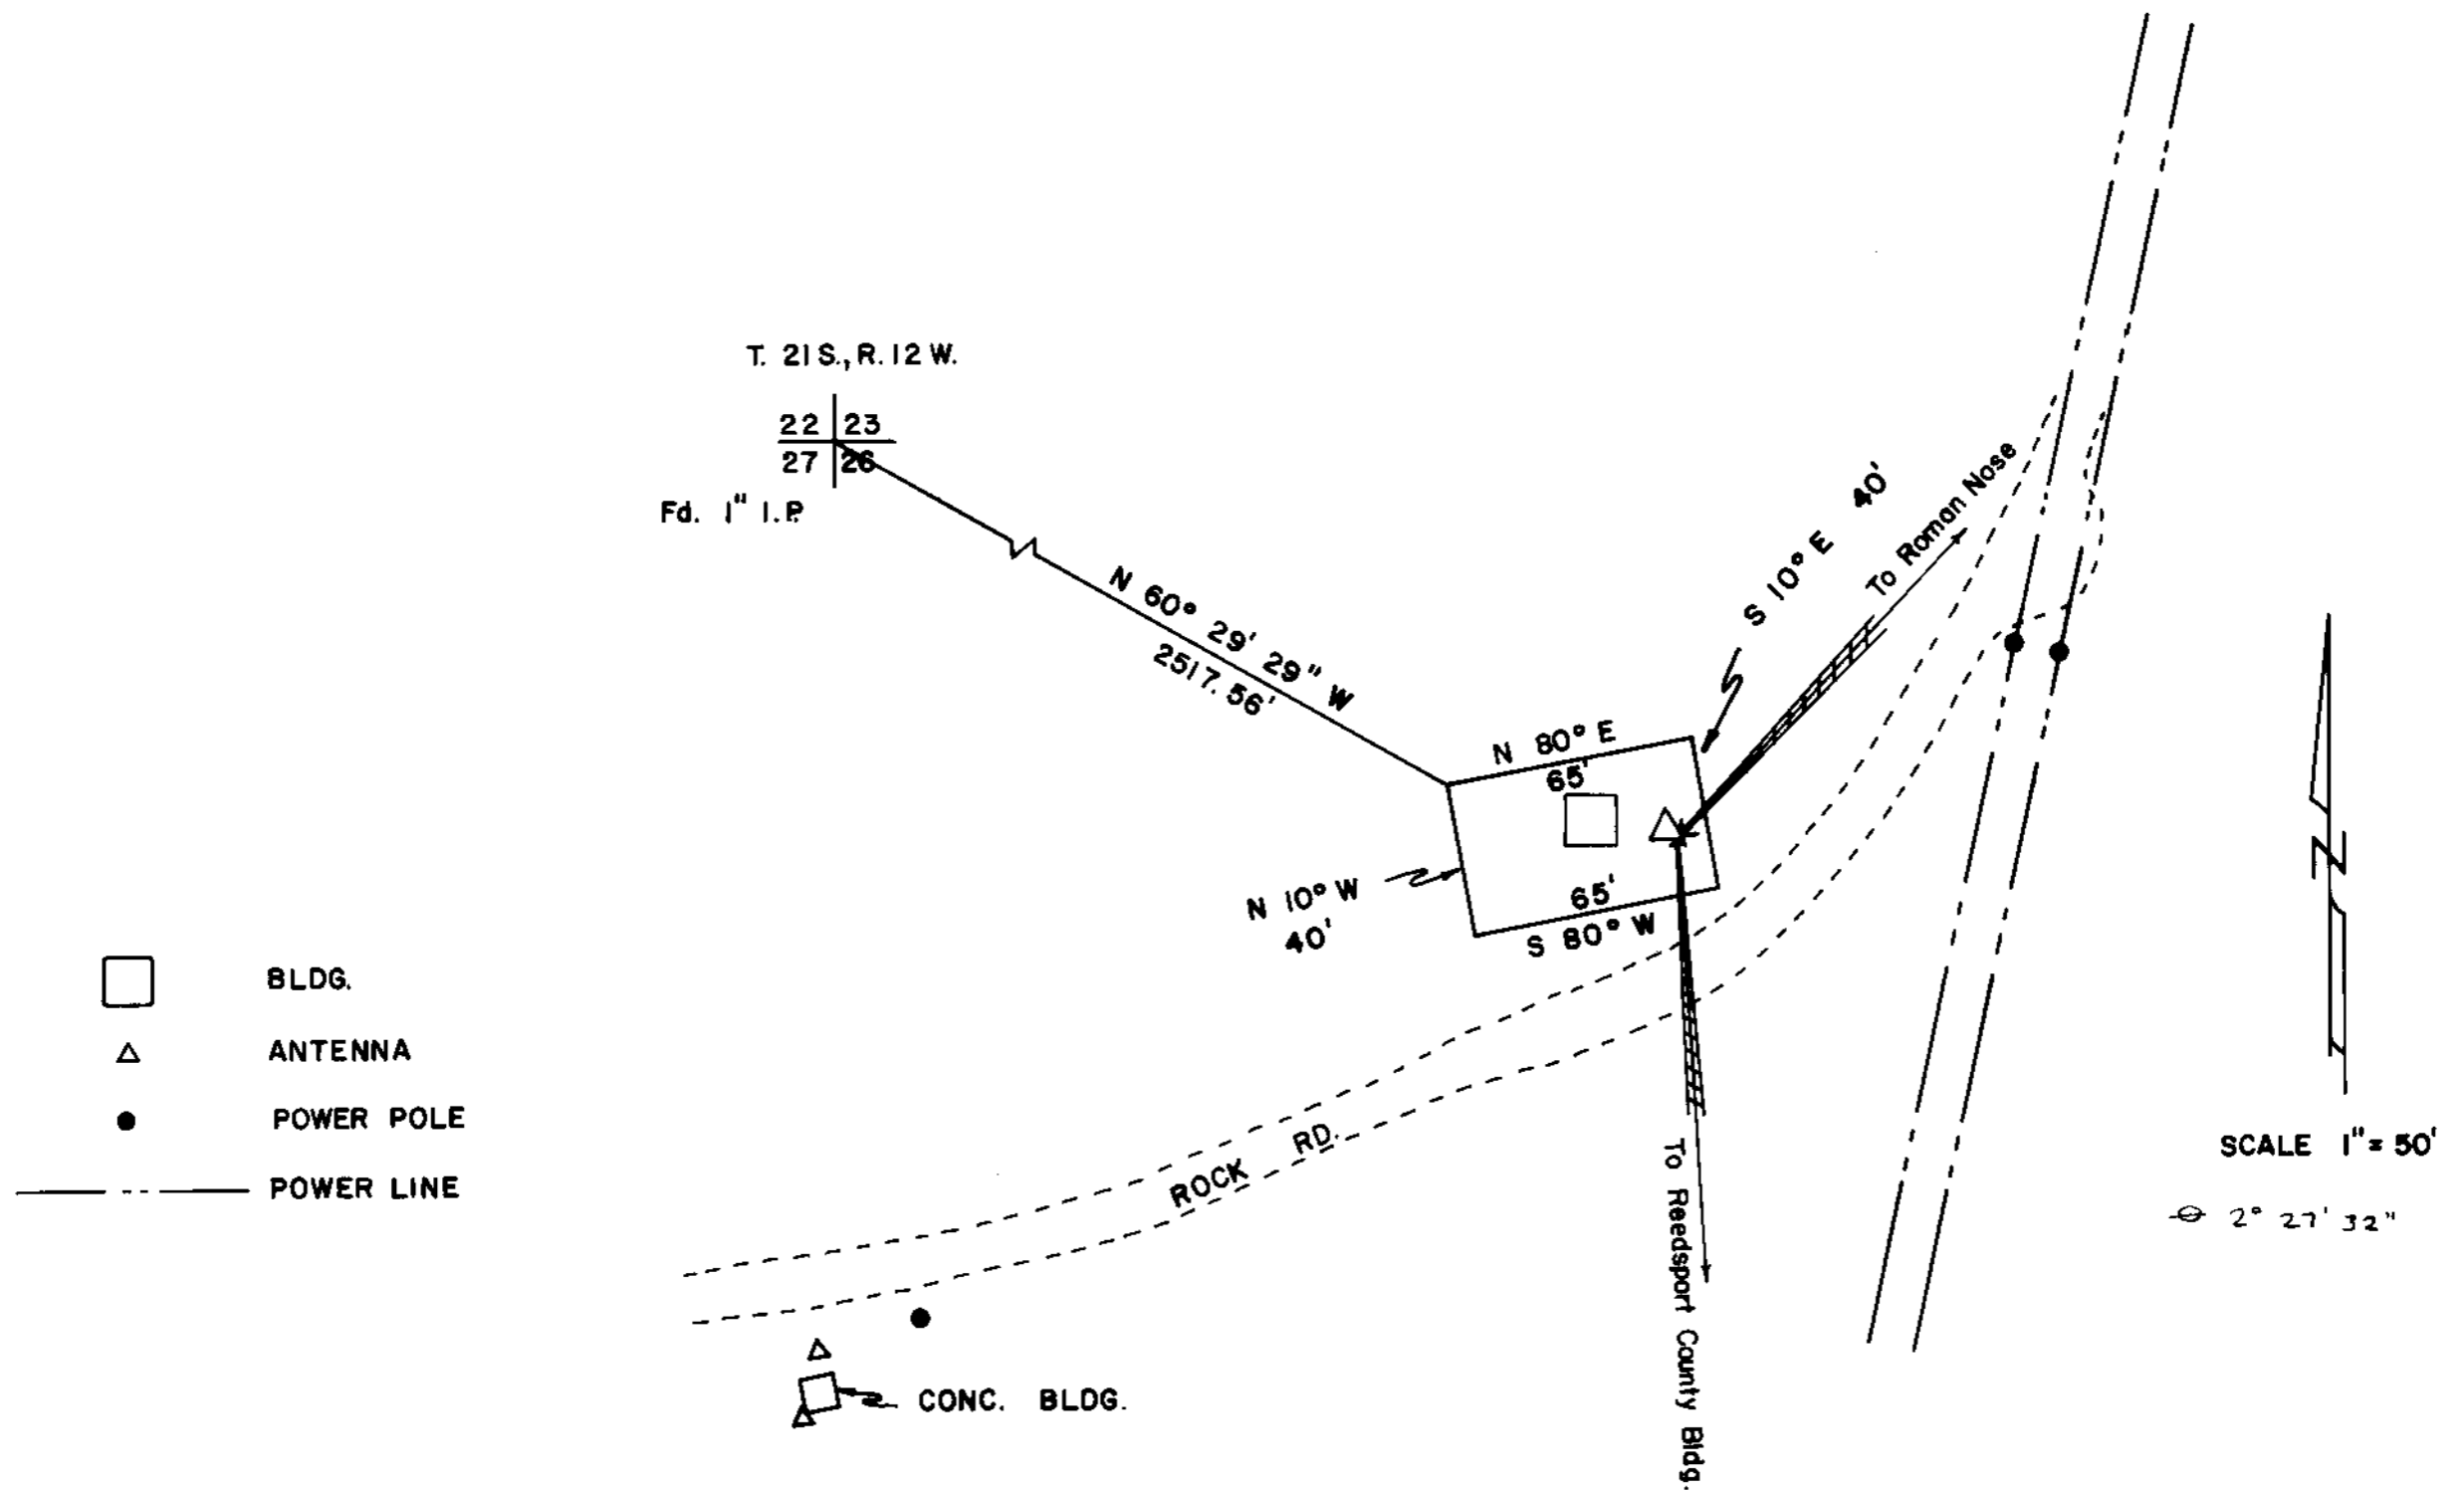 T. 21 S., R. 12 W.
22 23
27 26
Fd. 1" I.P.
N 60° 29' 29" W
2517.56'
S 10° E 40'
To Roman Nose
N 80° E
65'
N 10° W
40'
65'
S 80° W
ROCK RD.
To Reedsport County Bldg.
CONC. BLDG.
BLDG.
ANTENNA
POWER POLE
POWER LINE
N
SCALE 1" = 50'
2° 27' 32"